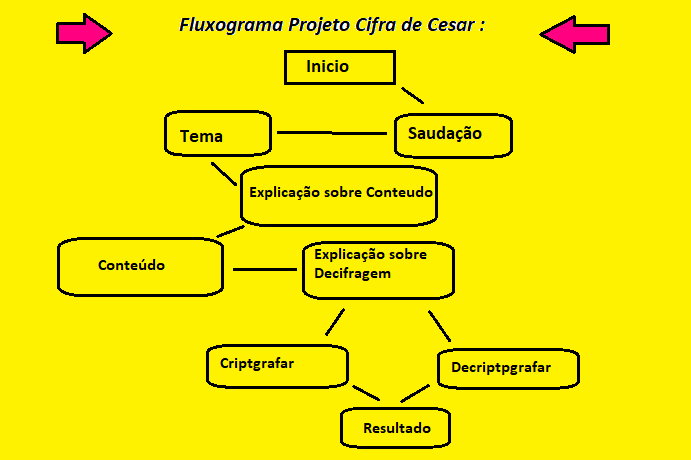 Fluxograma Projeto Cifra de Cesar :
Inicio
Saudação
Tema
Explicação sobre Conteudo
Conteúdo
Explicação sobre
Decifragem
Criptgrafar
Decriptpgrafar
Resultado